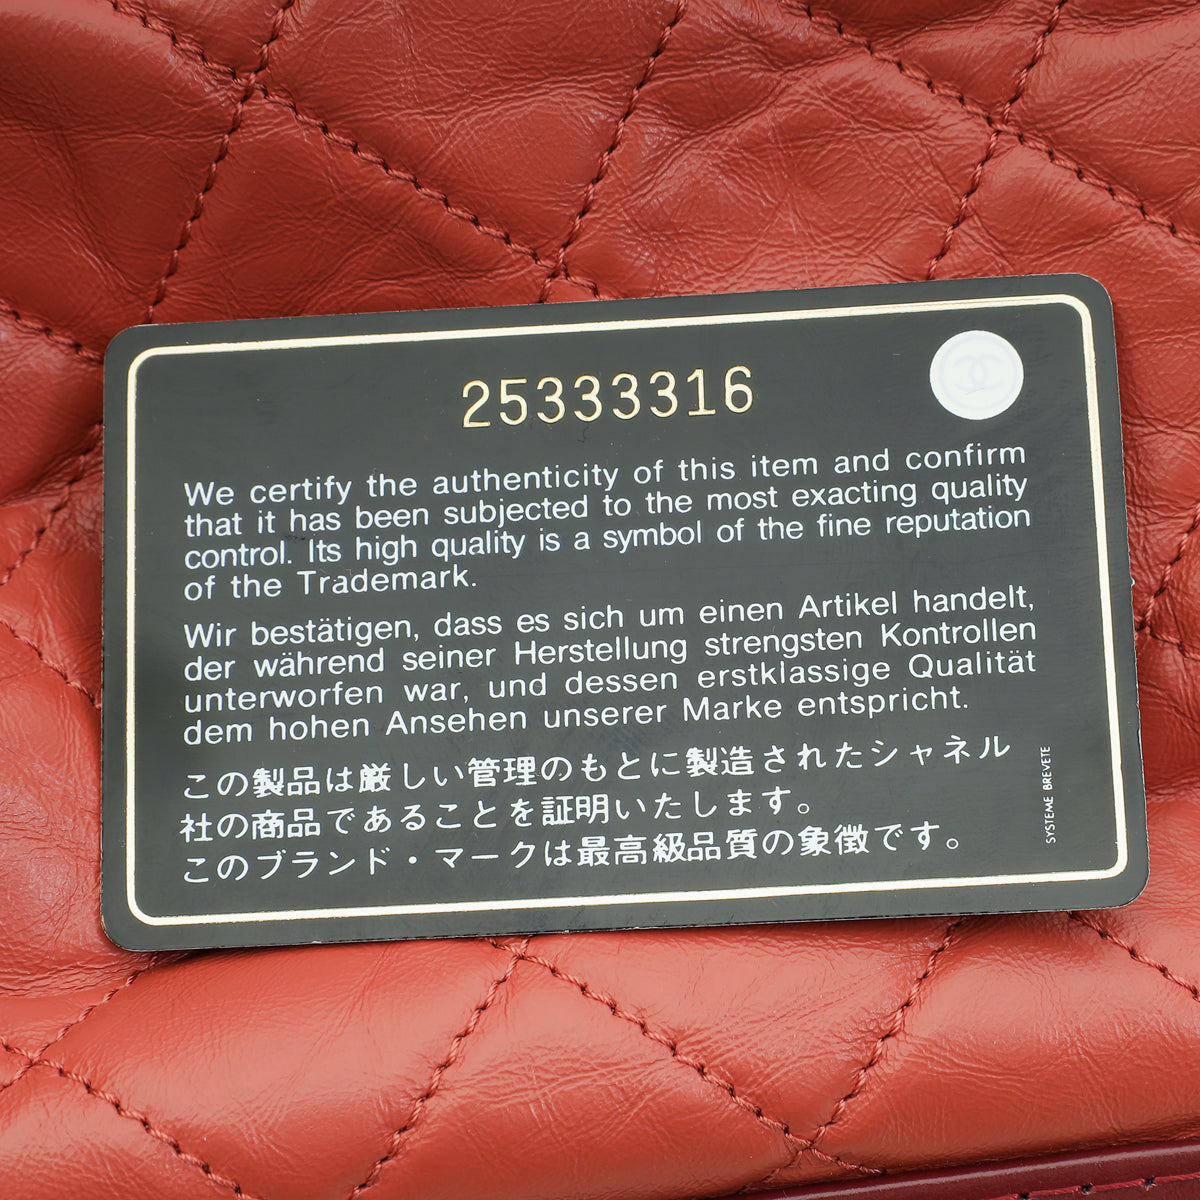 25333316
We certify the authenticity of this item and confirm
that it has been subjected to the most exacting quality
control. Its high quality is a symbol of the fine reputation
of the Trademark.
Wir bestätigen, dass es sich um einen Artikel handelt,
der während seiner Herstellung strengsten Kontrollen
unterworfen war, und dessen erstklassige Qualität
dem hohen Ansehen unserer Marke entspricht.
この製品は厳しい管理のもとに製造されたシャネル
社の商品であることを証明いたします。
このブランド・マークは最高級品質の象徴です。
SYSTEME BREVETE